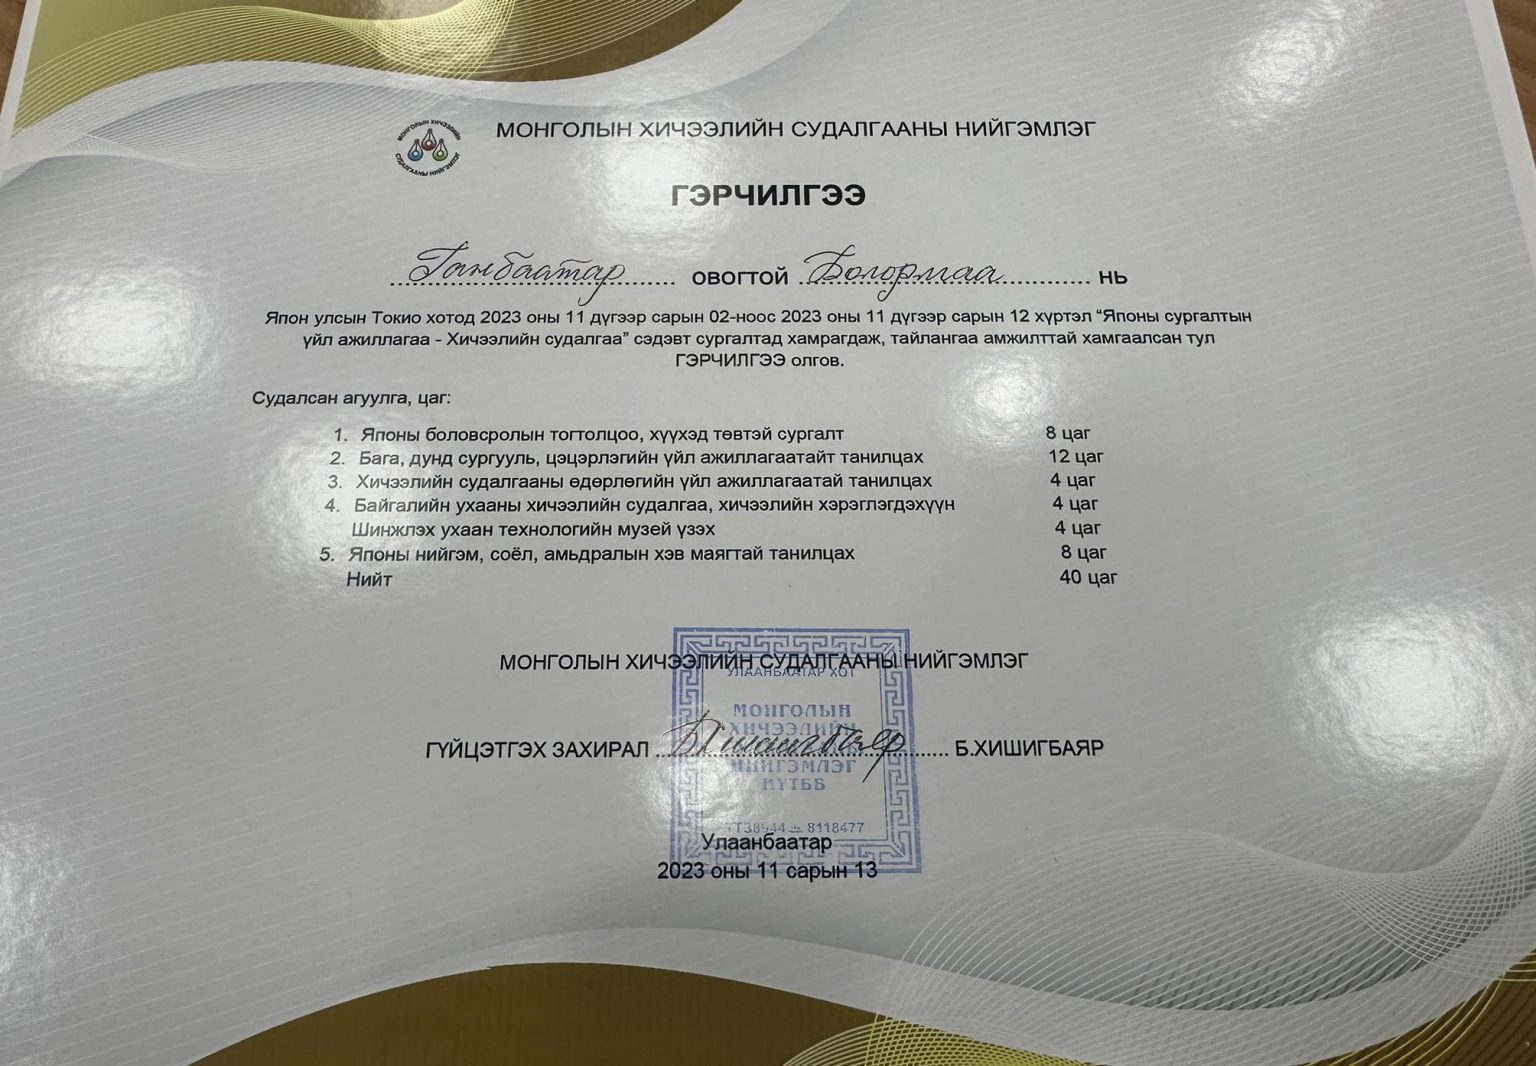 МОНГОЛЫН ХИЧЭЭЛИЙН СУДАЛГААНЫ НИЙГЭМЛЭГ
МОНГОЛЫН ХИЧЭЭЛИЙН
СУДАЛГААНЫ НИЙГЭМЛЭГ
ГЭРЧИЛГЭЭ
Ганбаатар ОВОГТОЙ Болормаа НЬ
Япон улсын Токио хотод 2023 оны 11 дүгээр сарын 02-ноос 2023 оны 11 дүгээр сарын 12 хүртэл “Японы сургалтын
үйл ажиллагаа - Хичээлийн судалгаа” сэдэвт сургалтад хамрагдаж, тайлангаа амжилттай хамгаалсан тул
ГЭРЧИЛГЭЭ олгов.
Судалсан агуулга, цаг:
1. Японы боловсролын тогтолцоо, хүүхэд төвтэй сургалт 8 цаг
2. Бага, дунд сургууль, цэцэрлэгийн үйл ажиллагаатайт танилцах 12 цаг
3. Хичээлийн судалгааны өдөрлөгийн үйл ажиллагаатай танилцах 4 цаг
4. Байгалийн ухааны хичээлийн судалгаа, хичээлийн хэрэглэгдэхүүн 4 цаг
Шинжлэх ухаан технологийн музей үзэх 4 цаг
5. Японы нийгэм, соёл, амьдралын хэв маягтай танилцах 8 цаг
Нийт 40 цаг
МОНГОЛЫН ХИЧЭЭЛИЙН СУДАЛГААНЫ НИЙГЭМЛЭГ
УЛААНБААТАР ХОТ
МОНГОЛЫН
ХИЧЭЭЛИЙН
ГҮЙЦЭТГЭХ ЗАХИРАЛ Б.ХИШИГБАЯР
НИЙГЭМЛЭГ
НҮТББ
8118477
Улаанбаатар
2023 оны 11 сарын 13